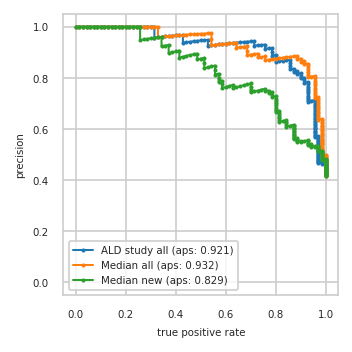 1.0
0.8
0.6
0.4
0.2
0.0
precision
ALD study all (aps: 0.921)
Median all (aps: 0.932)
Median new (aps: 0.829)
0.0 0.2 0.4 0.6 0.8 1.0
true positive rate